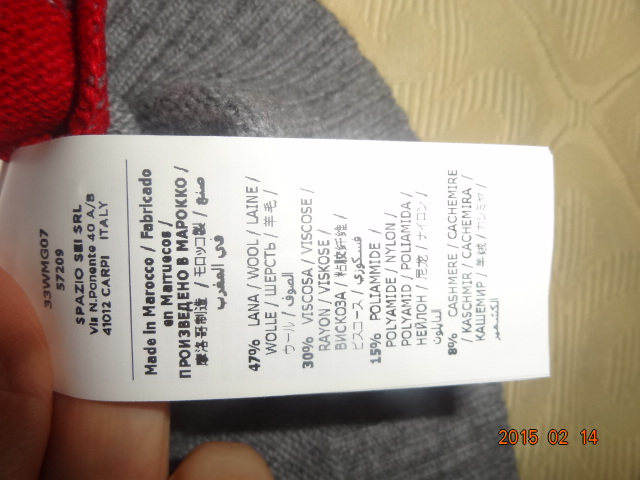 33WMG07
57209
SPAZIO SEI SRL
Via N.Ponente 40 A/B
41012 CARPI ITALY
Made In Marocco / Fabricado
en Marruecos /
ПРОИЗВЕДЕНО В МАРОККО /
摩洛哥制造 / モロッコ製 / صنع
في المغرب
47% LANA / WOOL / LAINE /
WOLLE / ШЕРСТЬ / 羊毛 /
ウール / الصوف
30% VISCOSA / VISCOSE /
RAYON / VISKOSE /
ВИСКОЗА / 粘胶纤维 /
ビスコース / فسكوزي
15% POLIAMMIDE /
POLYAMIDE / NYLON /
POLYAMID / POLIAMIDA /
НЕЙЛОН / 尼龙 / ナイロン /
النايلون
8% CASHMERE / CACHEMIRE
/ KASCHMIR / CACHEMIRA /
КАШЕМИР / 羊绒 / カシミヤ /
الكشمير
2015 02 14